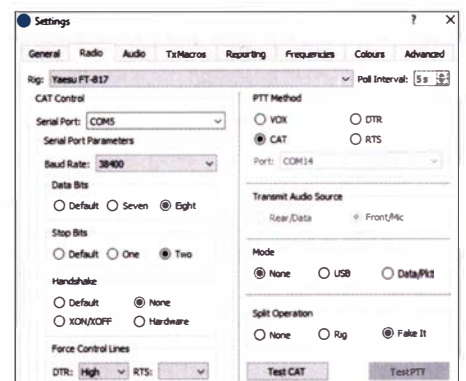 Settings ? X
General Radio Audio Tx Macros Reporting Frequencies Colours Advanced
Rig: Yaesu FT-817 Poll Interval: 5 s
CAT Control
Serial Port: COM5
Serial Port Parameters
Baud Rate: 38400
Data Bits
Default Seven Eight
Stop Bits
Default One Two
Handshake
Default None
XON/XOFF Hardware
Force Control Lines
DTR: High RTS:
PTT Method
VOX DTR
CAT RTS
Port: COM14
Transmit Audio Source
Rear/Data Front/Mic
Mode
None USB Data/Pkt
Split Operation
None Rig Fake It
Test CAT Test PTT